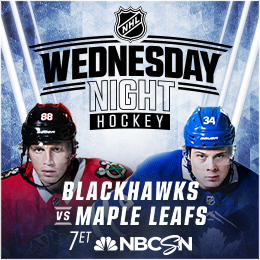 NHL
WEDNESDAY
NIGHT
HOCKEY
88
34
BLACKHAWKS
VS MAPLE LEAFS
7ET NBCSN